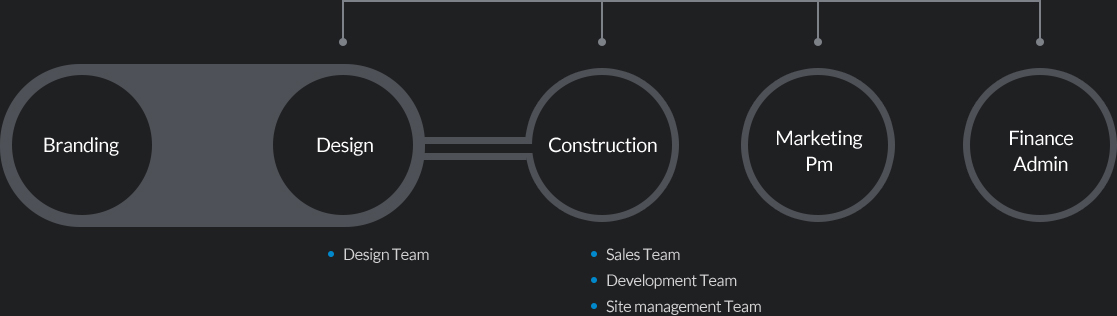 Branding
Design
Construction
Marketing
Pm
Finance
Admin
Design Team
Sales Team
Development Team
Site management Team